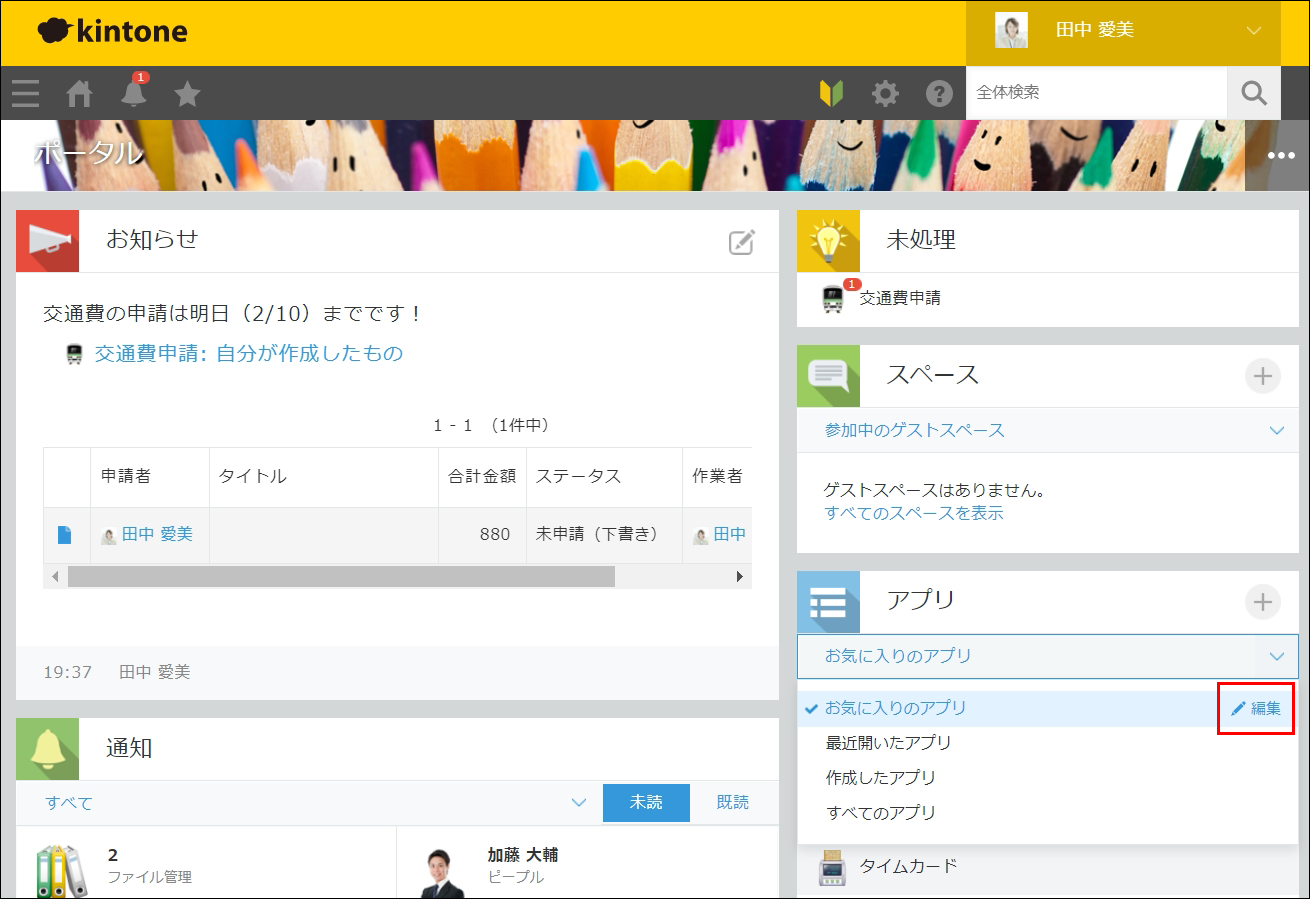 kintone
田中 愛美
1
全体検索
ポータル
お知らせ
交通費の申請は明日（2/10）までです！
交通費申請: 自分が作成したもの
1 - 1 （1件中）
申請者 タイトル 合計金額 ステータス 作業者
田中 愛美 880 未申請（下書き） 田中
19:37 田中 愛美
通知
すべて 未読 既読
2
ファイル管理
加藤 大輔
ピープル
未処理
1
交通費申請
スペース
参加中のゲストスペース
ゲストスペースはありません。
すべてのスペースを表示
アプリ
お気に入りのアプリ
お気に入りのアプリ 編集
最近開いたアプリ
作成したアプリ
すべてのアプリ
タイムカード